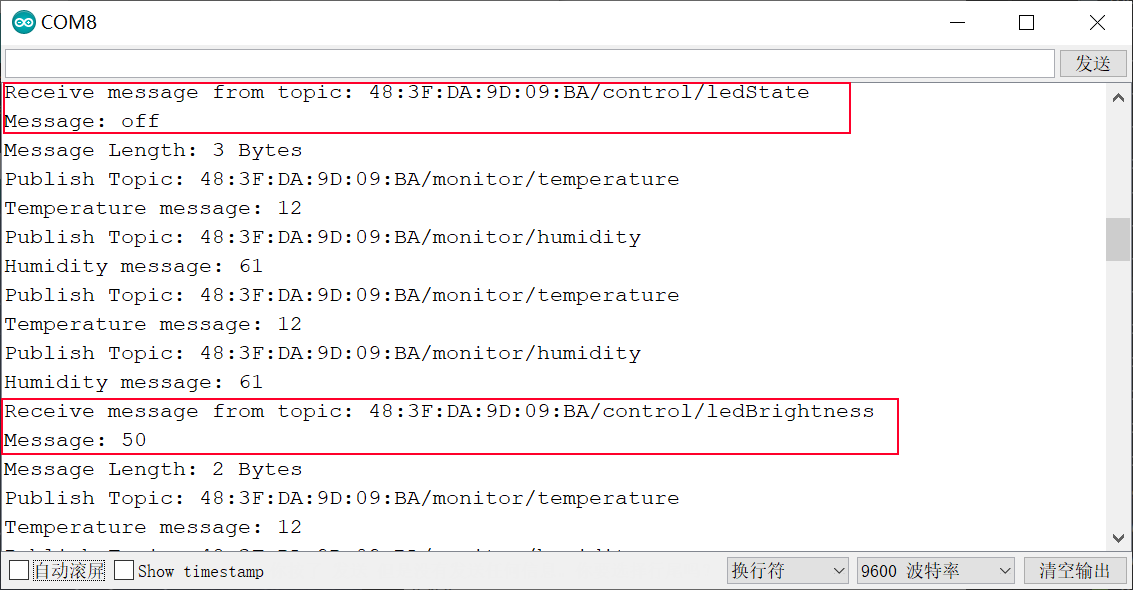 COM8
发送
Receive message from topic: 48:3F:DA:9D:09:BA/control/ledState
Message: off
Message Length: 3 Bytes
Publish Topic: 48:3F:DA:9D:09:BA/monitor/temperature
Temperature message: 12
Publish Topic: 48:3F:DA:9D:09:BA/monitor/humidity
Humidity message: 61
Publish Topic: 48:3F:DA:9D:09:BA/monitor/temperature
Temperature message: 12
Publish Topic: 48:3F:DA:9D:09:BA/monitor/humidity
Humidity message: 61
Receive message from topic: 48:3F:DA:9D:09:BA/control/ledBrightness
Message: 50
Message Length: 2 Bytes
Publish Topic: 48:3F:DA:9D:09:BA/monitor/temperature
Temperature message: 12
自动滚屏 Show timestamp 换行符 9600 波特率 清空输出